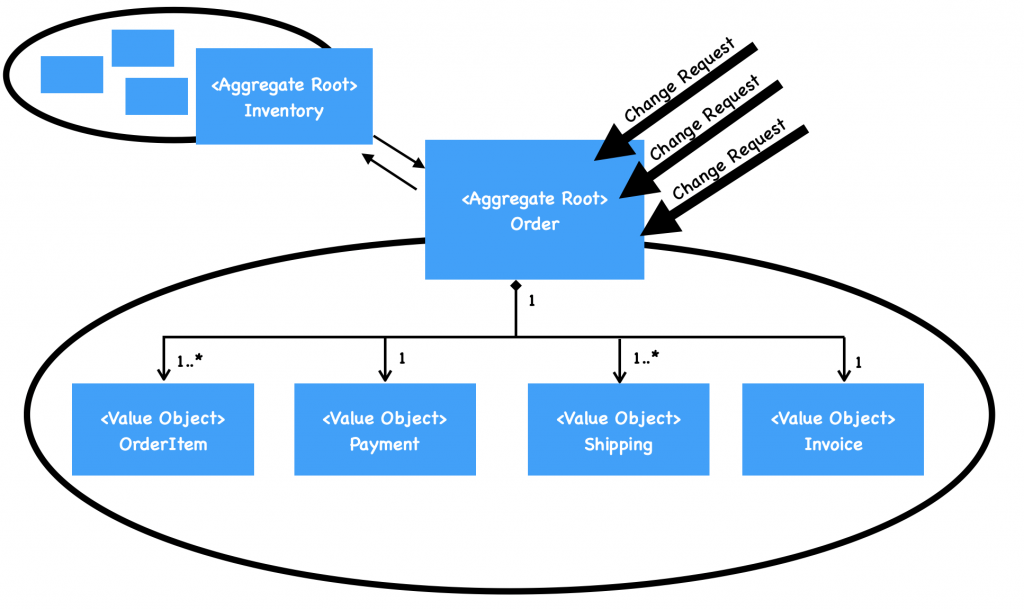 <Aggregate Root>
Inventory
Change Request
Change Request
Change Request
<Aggregate Root>
Order
1
1..*
1
1..*
1
<Value Object>
OrderItem
<Value Object>
Payment
<Value Object>
Shipping
<Value Object>
Invoice